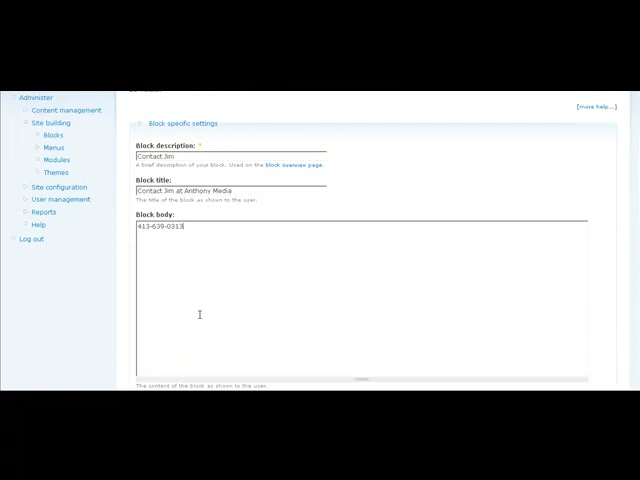 Administer
[more help...]
Content management
Site building
Block specific settings
Blocks
Block description: *
Menus
Contact Jim
Modules
A brief description of your block. Used on the block overview page.
Themes
Block title:
Site configuration
Contact Jim at Anthony Media
User management
The title of the block as shown to the user.
Reports
Block body:
Help
413-639-0313
Log out
The content of the block as shown to the user.